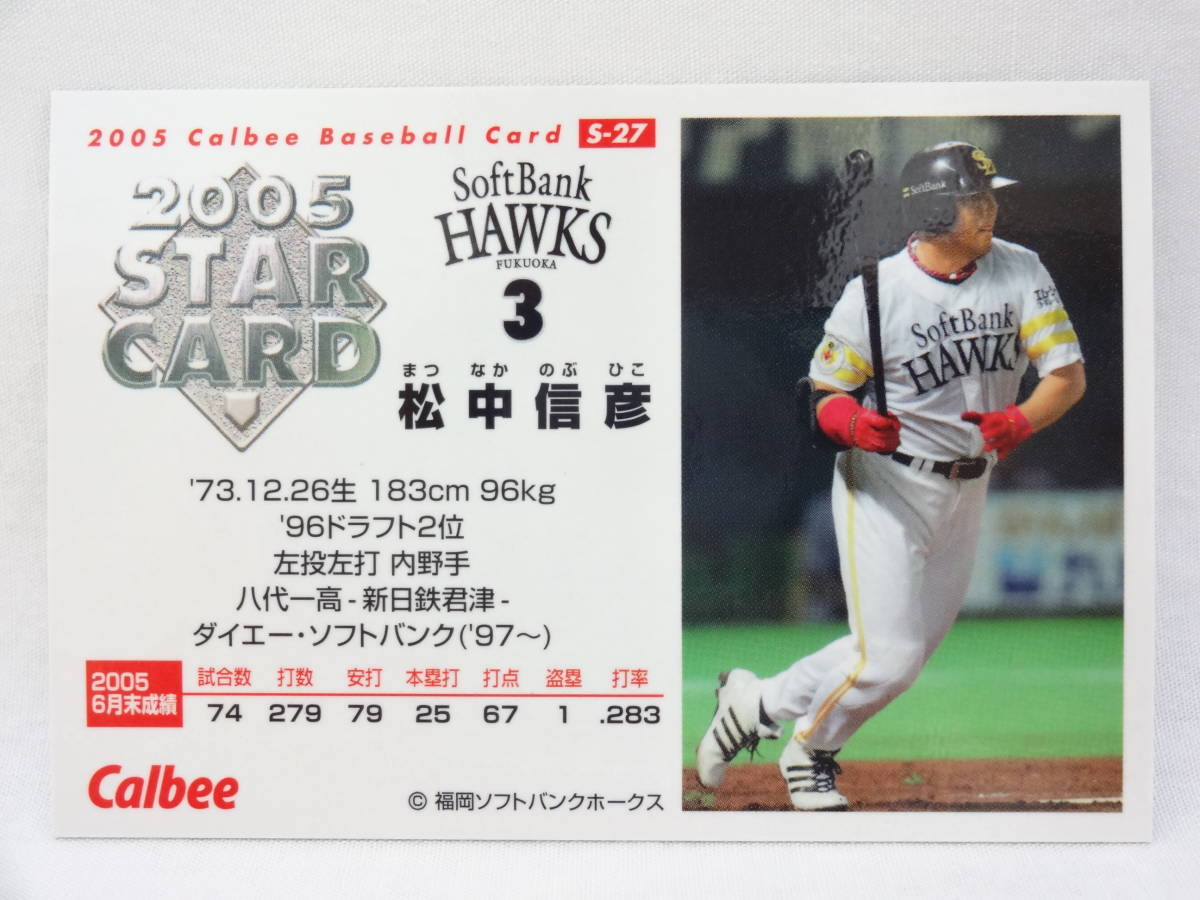 2005 Calbee Baseball Card S-27
2005
STAR
CARD
SoftBank
HAWKS
FUKUOKA
3
まつ なか のぶ ひこ
松中信彦
'73.12.26生 183cm 96kg
'96ドラフト2位
左投左打 内野手
八代一高 - 新日鉄君津 -
ダイエー・ソフトバンク('97〜)
2005
6月末成績
試合数 打数 安打 本塁打 打点 盗塁 打率
74 279 79 25 67 1 .283
Calbee
© 福岡ソフトバンクホークス
SoftBank
SoftBank
HAWKS